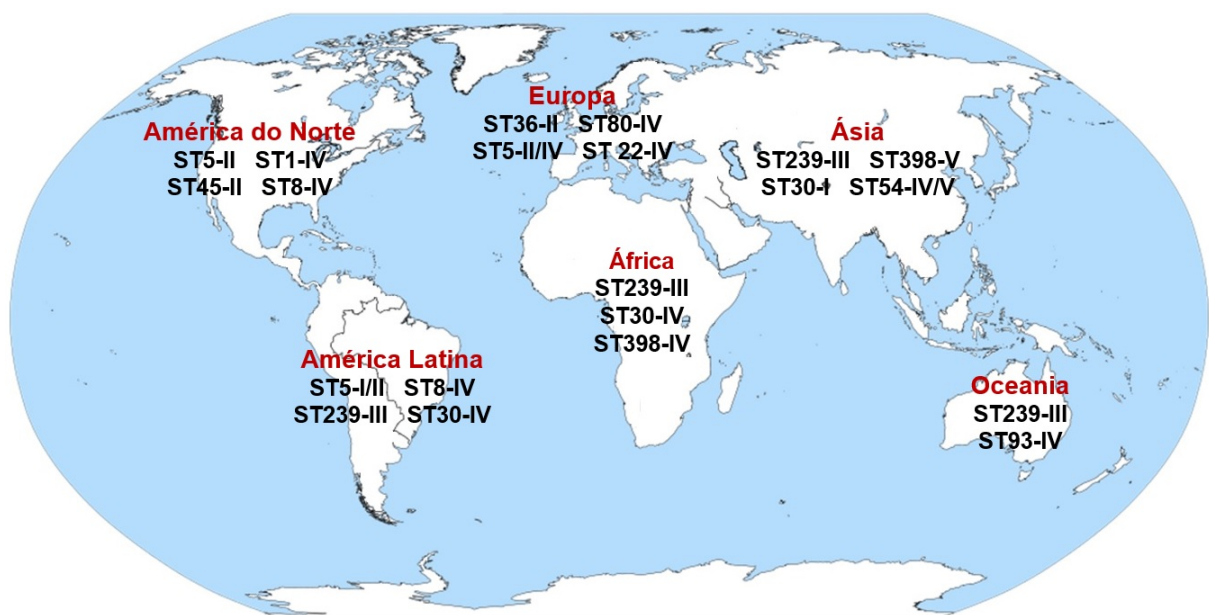 América do Norte
ST5-II ST1-IV
ST45-II ST8-IV
Europa
ST36-II ST80-IV
ST5-II/IV ST 22-IV
Ásia
ST239-III ST398-V
ST30-I ST54-IV/V
África
ST239-III
ST30-IV
ST398-IV
América Latina
ST5-I/II ST8-IV
ST239-III ST30-IV
Oceania
ST239-III
ST93-IV